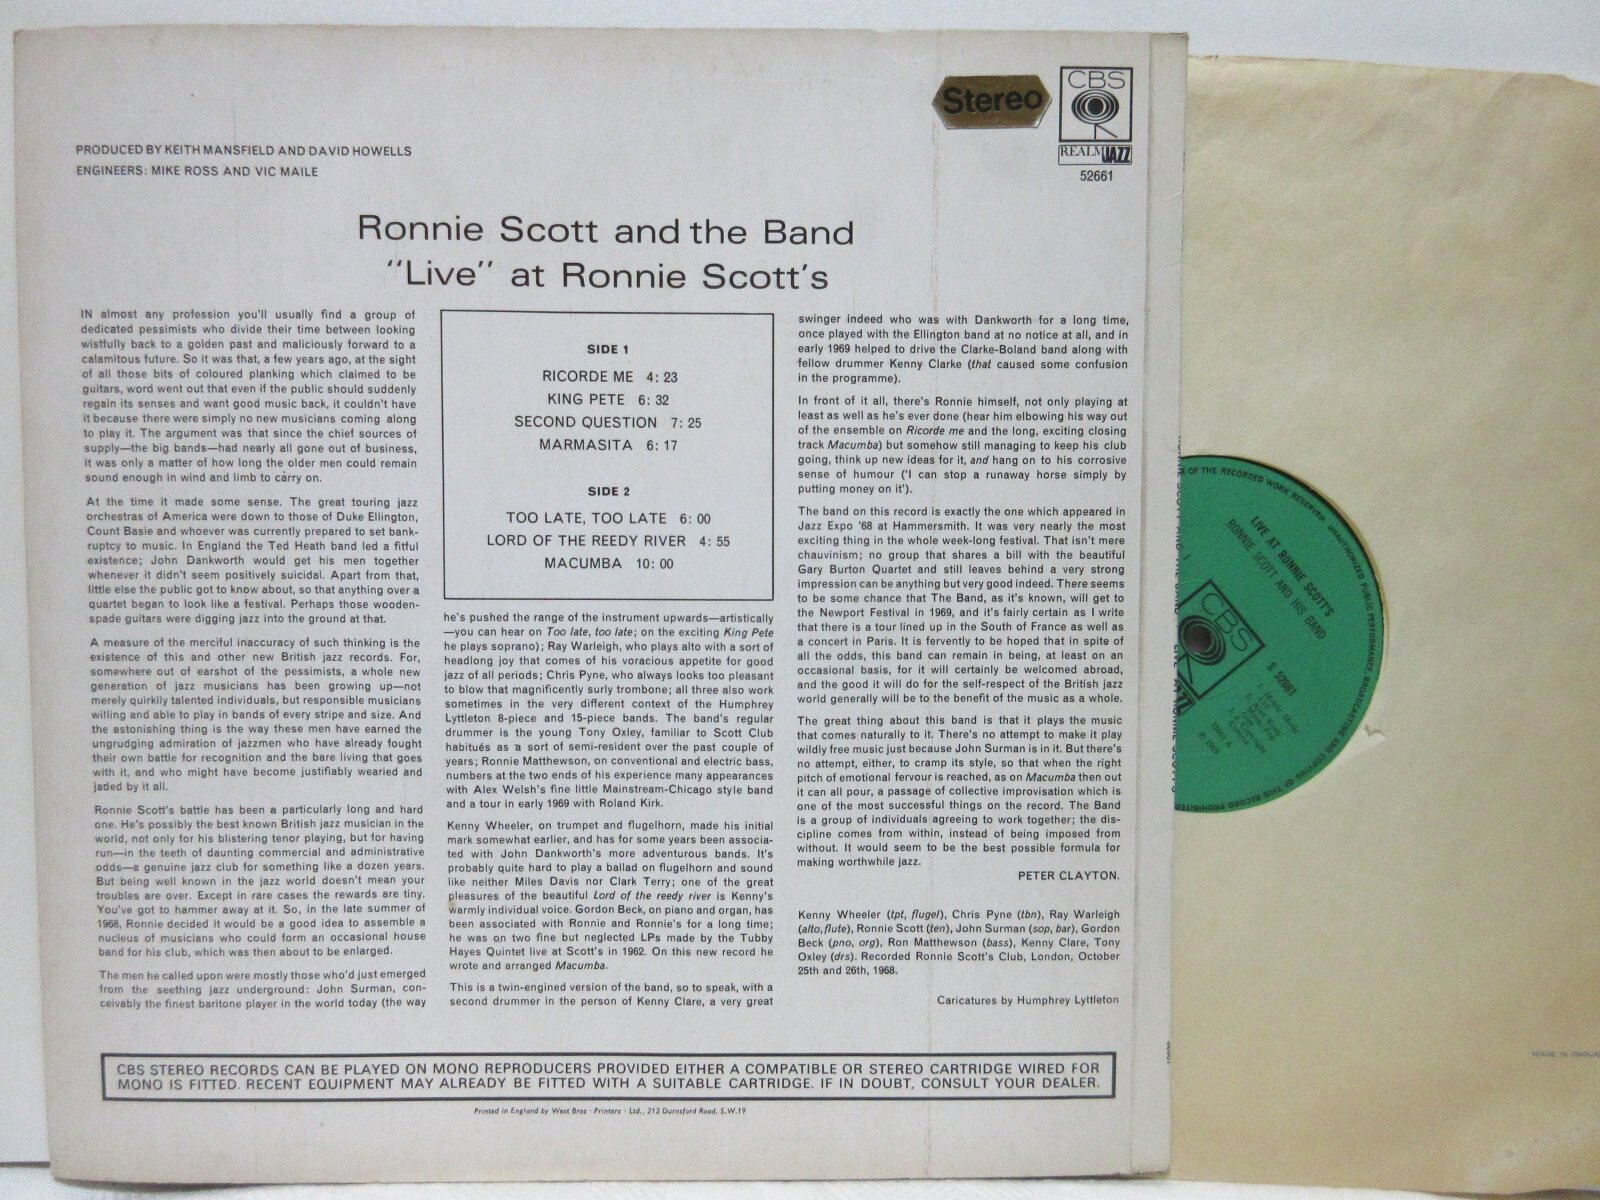 Stereo
CBS
REALM JAZZ
52661
PRODUCED BY KEITH MANSFIELD AND DAVID HOWELLS
ENGINEERS: MIKE ROSS AND VIC MAILE
Ronnie Scott and the Band
"Live" at Ronnie Scott's
IN almost any profession you'll usually find a group of
dedicated pessimists who divide their time between looking
wistfully back to a golden past and maliciously forward to a
calamitous future. So it was that, a few years ago, at the sight
of all those bits of coloured planking which claimed to be
guitars, word went out that even if the public should suddenly
regain its senses and want good music back, it couldn't have
it because there were simply no new musicians coming along
to play it. The argument was that since the chief sources of
supply—the big bands—had nearly all gone out of business,
it was only a matter of how long the older men could remain
sound enough in wind and limb to carry on.
At the time it made some sense. The great touring jazz
orchestras of America were down to those of Duke Ellington,
Count Basie and whoever was currently prepared to set bank-
ruptcy to music. In England the Ted Heath band led a fitful
existence; John Dankworth would get his men together
whenever it didn't seem positively suicidal. Apart from that,
little else the public got to know about, so that anything over a
quartet began to look like a festival. Perhaps those wooden-
spade guitars were digging jazz into the ground at that.
A measure of the merciful inaccuracy of such thinking is the
existence of this and other new British jazz records. For,
somewhere out of earshot of the pessimists, a whole new
generation of jazz musicians has been growing up—not
merely quirkily talented individuals, but responsible musicians
willing and able to play in bands of every stripe and size. And
the astonishing thing is the way these men have earned the
ungrudging admiration of jazzmen who have already fought
their own battle for recognition and the bare living that goes
with it, and who might have become justifiably wearied and
jaded by it all.
Ronnie Scott's battle has been a particularly long and hard
one. He's possibly the best known British jazz musician in the
world, not only for his blistering tenor playing, but for having
run—in the teeth of daunting commercial and administrative
odds—a genuine jazz club for something like a dozen years.
But being well known in the jazz world doesn't mean your
troubles are over. Except in rare cases the rewards are tiny.
You've got to hammer away at it. So, in the late summer of
1968, Ronnie decided it would be a good idea to assemble a
nucleus of musicians who could form an occasional house
band for his club, which was then about to be enlarged.
The men he called upon were mostly those who'd just emerged
from the seething jazz underground: John Surman, con-
ceivably the finest baritone player in the world today (the way
SIDE 1
RICORDE ME 4: 23
KING PETE 6: 32
SECOND QUESTION 7: 25
MARMASITA 6: 17
SIDE 2
TOO LATE, TOO LATE 6: 00
LORD OF THE REEDY RIVER 4: 55
MACUMBA 10: 00
he's pushed the range of the instrument upwards—artistically
—you can hear on Too late, too late; on the exciting King Pete
he plays soprano); Ray Warleigh, who plays alto with a sort of
headlong joy that comes of his voracious appetite for good
jazz of all periods; Chris Pyne, who always looks too pleasant
to blow that magnificently surly trombone; all three also work
sometimes in the very different context of the Humphrey
Lyttleton 8-piece and 15-piece bands. The band's regular
drummer is the young Tony Oxley, familiar to Scott Club
habitués as a sort of semi-resident over the past couple of
years; Ronnie Matthewson, on conventional and electric bass,
numbers at the two ends of his experience many appearances
with Alex Welsh's fine little Mainstream-Chicago style band
and a tour in early 1969 with Roland Kirk.
Kenny Wheeler, on trumpet and flugelhorn, made his initial
mark somewhat earlier, and has for some years been associa-
ted with John Dankworth's more adventurous bands. It's
probably quite hard to play a ballad on flugelhorn and sound
like neither Miles Davis nor Clark Terry; one of the great
pleasures of the beautiful Lord of the reedy river is Kenny's
warmly individual voice. Gordon Beck, on piano and organ, has
been associated with Ronnie and Ronnie's for a long time;
he was on two fine but neglected LPs made by the Tubby
Hayes Quintet live at Scott's in 1962. On this new record he
wrote and arranged Macumba.
This is a twin-engined version of the band, so to speak, with a
second drummer in the person of Kenny Clare, a very great
swinger indeed who was with Dankworth for a long time,
once played with the Ellington band at no notice at all, and in
early 1969 helped to drive the Clarke-Boland band along with
fellow drummer Kenny Clarke (that caused some confusion
in the programme).
In front of it all, there's Ronnie himself, not only playing at
least as well as he's ever done (hear him elbowing his way out
of the ensemble on Ricorde me and the long, exciting closing
track Macumba) but somehow still managing to keep his club
going, think up new ideas for it, and hang on to his corrosive
sense of humour ('I can stop a runaway horse simply by
putting money on it').
The band on this record is exactly the one which appeared in
Jazz Expo '68 at Hammersmith. It was very nearly the most
exciting thing in the whole week-long festival. That isn't mere
chauvinism; no group that shares a bill with the beautiful
Gary Burton Quartet and still leaves behind a very strong
impression can be anything but very good indeed. There seems
to be some chance that The Band, as it's known, will get to
the Newport Festival in 1969, and it's fairly certain as I write
that there is a tour lined up in the South of France as well as
a concert in Paris. It is fervently to be hoped that in spite of
all the odds, this band can remain in being, at least on an
occasional basis, for it will certainly be welcomed abroad,
and the good it will do for the self-respect of the British jazz
world generally will be to the benefit of the music as a whole.
The great thing about this band is that it plays the music
that comes naturally to it. There's no attempt to make it play
wildly free music just because John Surman is in it. But there's
no attempt, either, to cramp its style, so that when the right
pitch of emotional fervour is reached, as on Macumba then out
it can all pour, a passage of collective improvisation which is
one of the most successful things on the record. The Band
is a group of individuals agreeing to work together; the dis-
cipline comes from within, instead of being imposed from
without. It would seem to be the best possible formula for
making worthwhile jazz.
PETER CLAYTON.
Kenny Wheeler (tpt, flugel), Chris Pyne (tbn), Ray Warleigh
(alto, flute), Ronnie Scott (ten), John Surman (sop, bar), Gordon
Beck (pno, org), Ron Matthewson (bass), Kenny Clare, Tony
Oxley (drs). Recorded Ronnie Scott's Club, London, October
25th and 26th, 1968.
Caricatures by Humphrey Lyttleton
CBS STEREO RECORDS CAN BE PLAYED ON MONO REPRODUCERS PROVIDED EITHER A COMPATIBLE OR STEREO CARTRIDGE WIRED FOR
MONO IS FITTED. RECENT EQUIPMENT MAY ALREADY BE FITTED WITH A SUITABLE CARTRIDGE. IF IN DOUBT, CONSULT YOUR DEALER.
Printed in England by West Bros · Printers · Ltd., 212 Durnsford Road, S.W.19
R OF THE RECORDED WORK RESERVED. UNAUTHORIZED PUBLIC PERFORMANCE BROADCASTING AND COPYING OF THIS RECORD PROHIBITED
LIVE AT RONNIE SCOTT'S
RONNIE SCOTT AND HIS BAND
CBS
JAZZ
S 52661
MADE IN ENGLAND